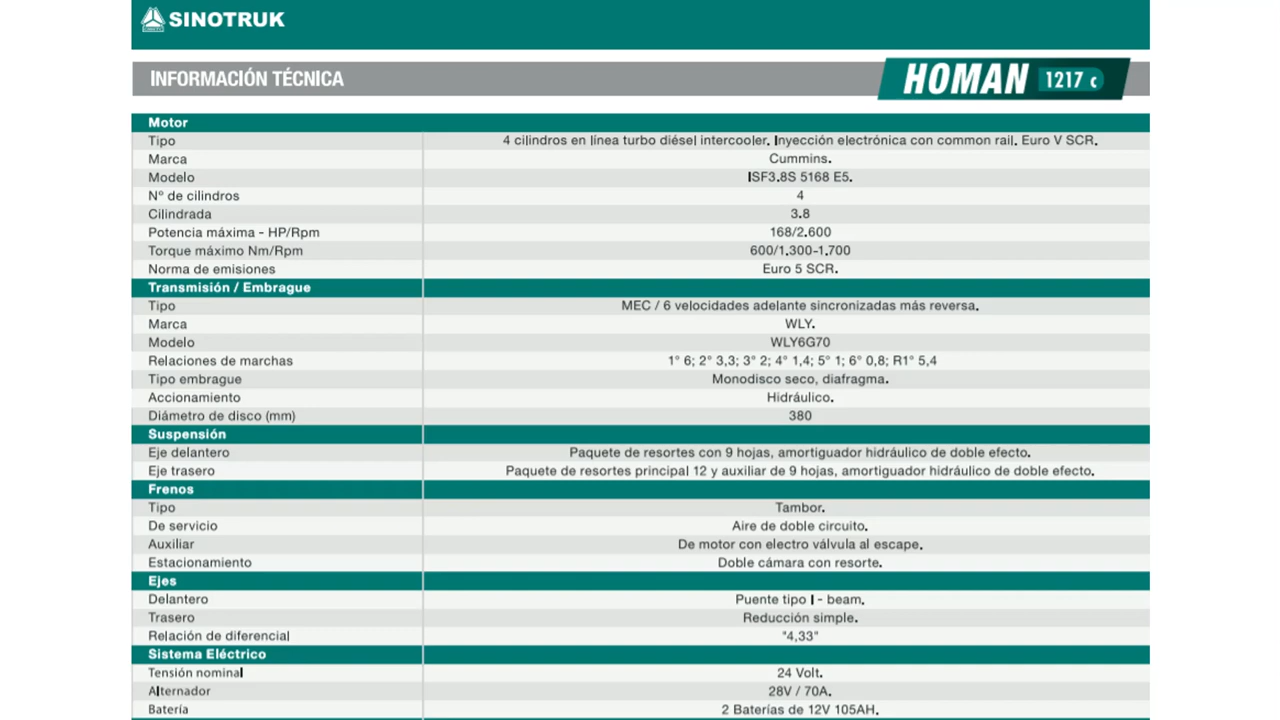 SINOTRUK
INFORMACIÓN TÉCNICA
HOMAN 1217 c
Motor
Tipo 4 cilindros en línea turbo diésel intercooler. Inyección electrónica con common rail. Euro V SCR.
Marca Cummins.
Modelo ISF3.8S 5168 E5.
Nº de cilindros 4
Cilindrada 3.8
Potencia máxima - HP/Rpm 168/2.600
Torque máximo Nm/Rpm 600/1.300-1.700
Norma de emisiones Euro 5 SCR.
Transmisión / Embrague
Tipo MEC / 6 velocidades adelante sincronizadas más reversa.
Marca WLY.
Modelo WLY6G70
Relaciones de marchas 1° 6; 2° 3,3; 3° 2; 4° 1,4; 5° 1; 6° 0,8; R1° 5,4
Tipo embrague Monodisco seco, diafragma.
Accionamiento Hidráulico.
Diámetro de disco (mm) 380
Suspensión
Eje delantero Paquete de resortes con 9 hojas, amortiguador hidráulico de doble efecto.
Eje trasero Paquete de resortes principal 12 y auxiliar de 9 hojas, amortiguador hidráulico de doble efecto.
Frenos
Tipo Tambor.
De servicio Aire de doble circuito.
Auxiliar De motor con electro válvula al escape.
Estacionamiento Doble cámara con resorte.
Ejes
Delantero Puente tipo I - beam.
Trasero Reducción simple.
Relación de diferencial "4,33"
Sistema Eléctrico
Tensión nominal 24 Volt.
Alternador 28V / 70A.
Batería 2 Baterías de 12V 105AH.